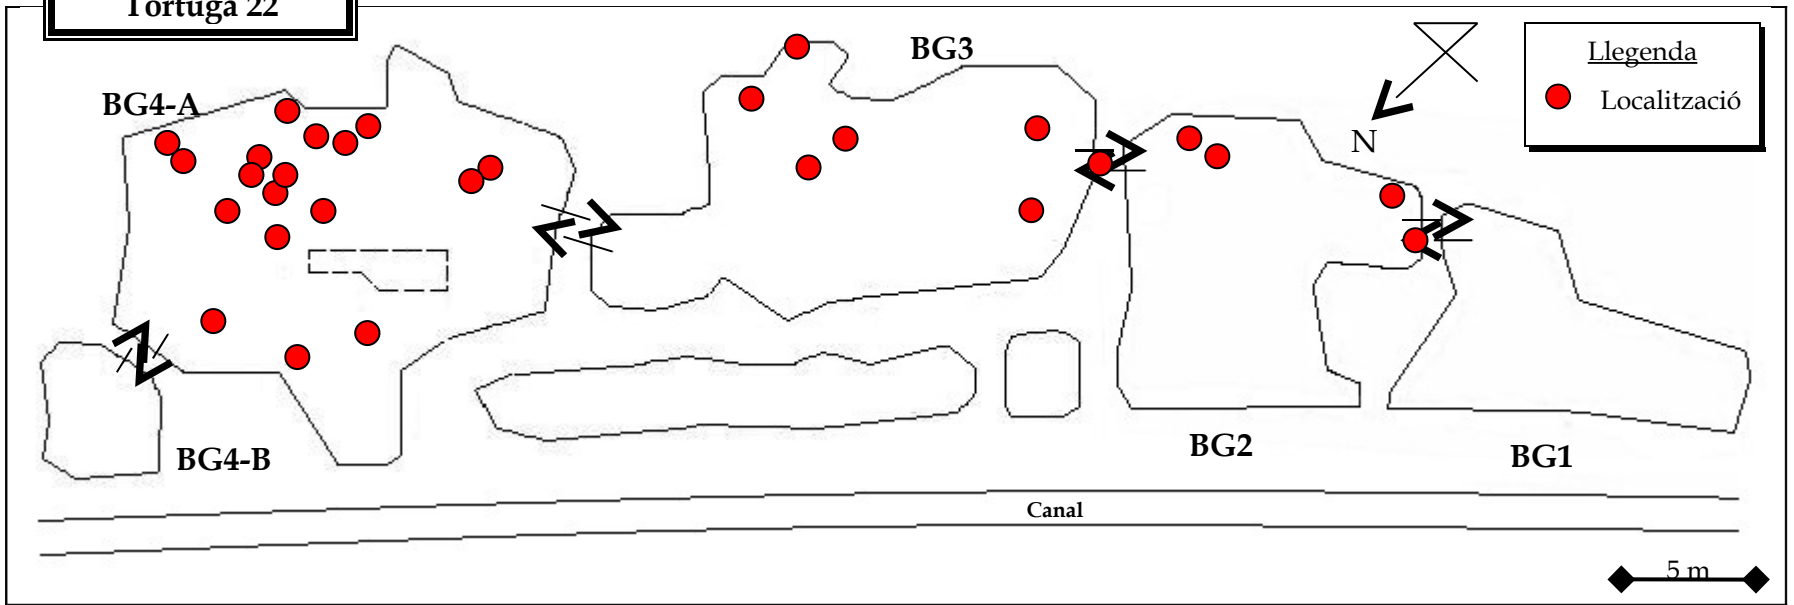 Tortuga 22
BG3
Llegenda
Localització
BG4-A
N
BG4-B
BG2
BG1
Canal
5 m